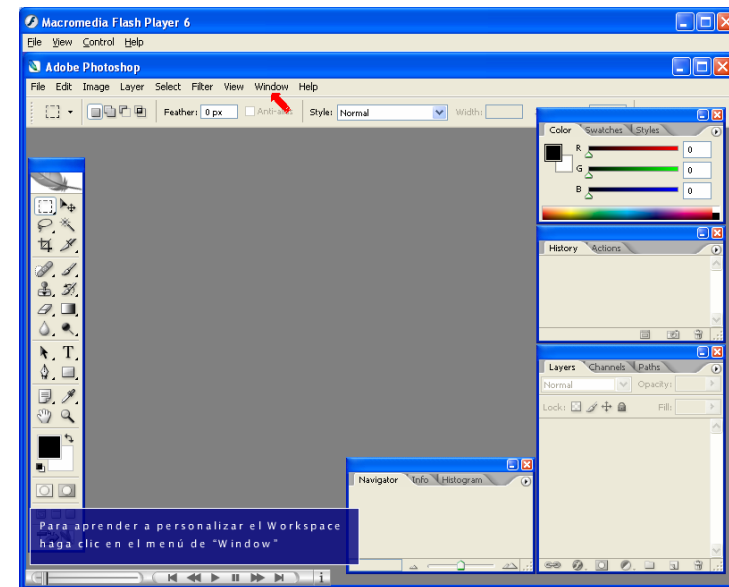 Macromedia Flash Player 6
File View Control Help
Adobe Photoshop
File Edit Image Layer Select Filter View Window Help
Feather: 0 px Anti-alias Style: Normal Width:
Color Swatches Styles
R 0
G 0
B 0
History Actions
Layers Channels Paths
Normal Opacity:
Lock: Fill:
Navigator Info Histogram
Para aprender a personalizar el Workspace
haga clic en el menú de "Window"